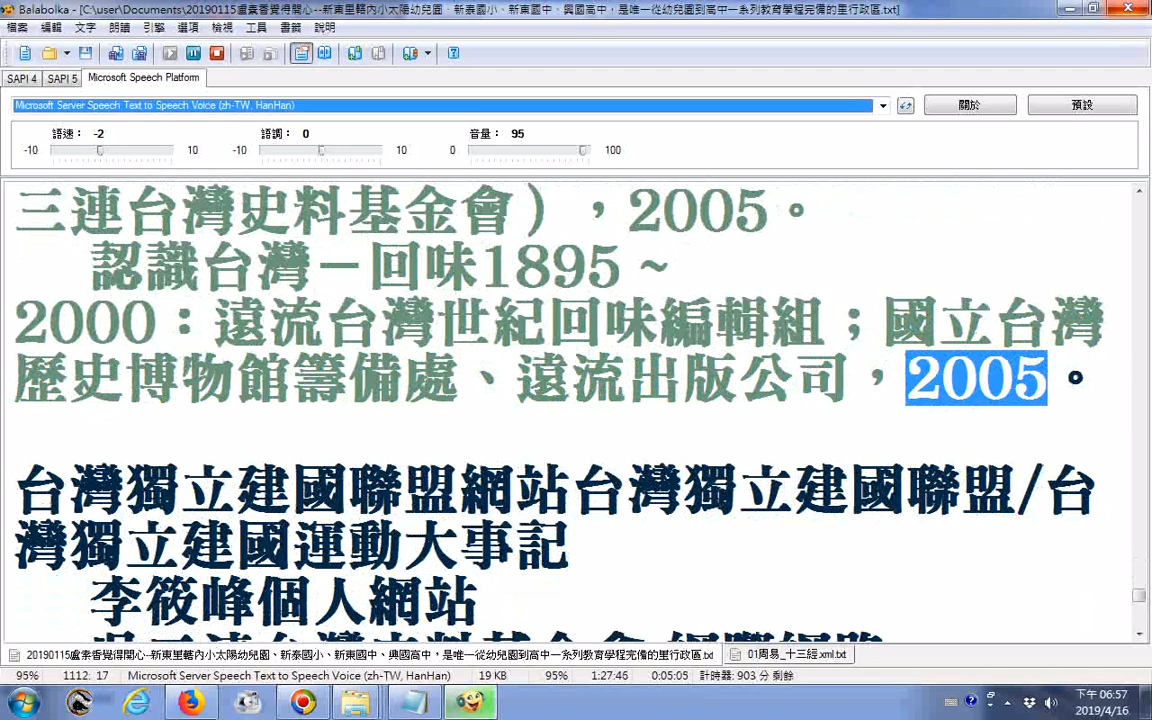 Balabolka - [C:\user\Documents\20190115盧素香覺得開心--新東里轄內小太陽幼兒園、新泰國小、新東國中、興國高中，是唯一從幼兒園到高中一系列教育學程完備的里行政區.txt]
檔案 編輯 文字 朗讀 引擎 選項 檢視 工具 書籤 說明
SAPI 4 SAPI 5 Microsoft Speech Platform
Microsoft Server Speech Text to Speech Voice (zh-TW, HanHan) 關於 預設
語速： -2 語調： 0 音量： 95
-10 10 -10 10 0 100
三連台灣史料基金會），2005。
認識台灣－回味1895～
2000：遠流台灣世紀回味編輯組；國立台灣
歷史博物館籌備處、遠流出版公司，2005。
台灣獨立建國聯盟網站台灣獨立建國聯盟/台
灣獨立建國運動大事記
李筱峰個人網站
20190115盧素香覺得開心--新東里轄內小太陽幼兒園、新泰國小、新東國中、興國高中，是唯一從幼兒園到高中一系列教育學程完備的里行政區.txt 01周易_十三經.xml.txt
95% 1112: 17 Microsoft Server Speech Text to Speech Voice (zh-TW, HanHan) 19 KB 95% 1:27:46 0:05:05 計時器: 903 分 剩餘
下午 06:57
2019/4/16